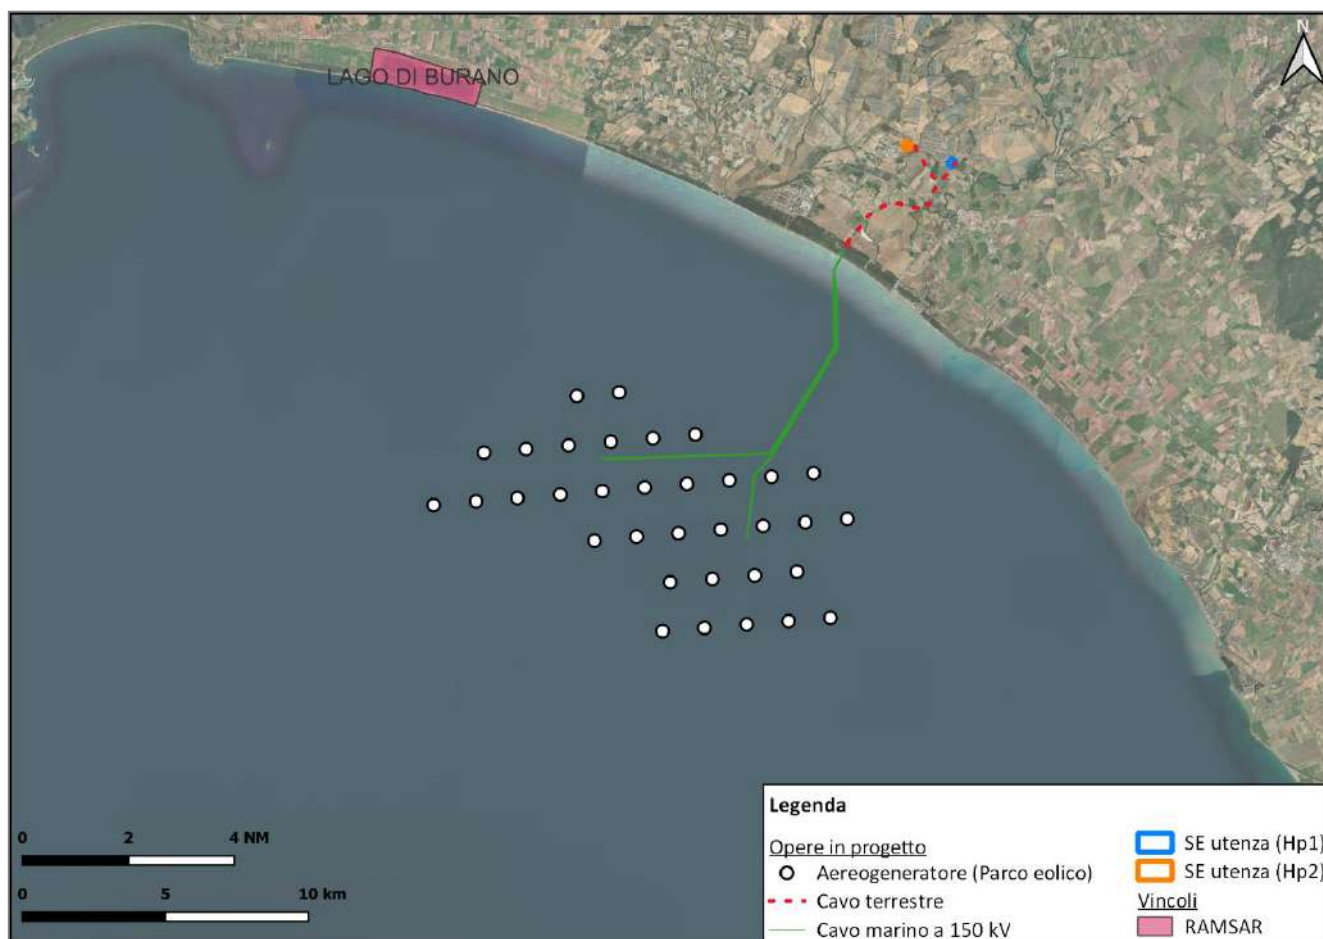 N
LAGO DI BURANO
0 2 4 NM
0 5 10 km
Legenda
Opere in progetto
Aereogeneratore (Parco eolico)
Cavo terrestre
Cavo marino a 150 kV
SE utenza (Hp1)
SE utenza (Hp2)
Vincoli
RAMSAR